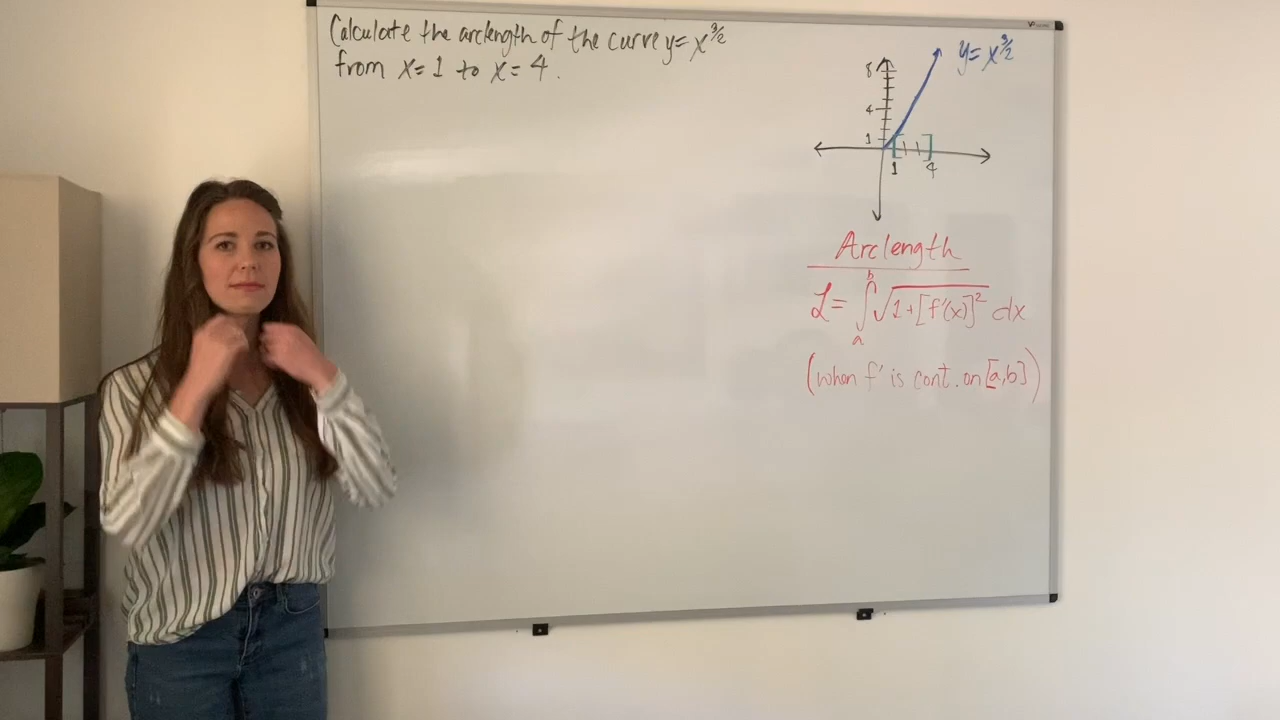 Calculate the arclength of the curve y = x^3/2
from x = 1 to x = 4.
y = x^3/2
8
4
1
1 4
Arclength
L = ∫_a^b √(1+[f'(x)]^2) dx
(when f' is cont. on [a,b])